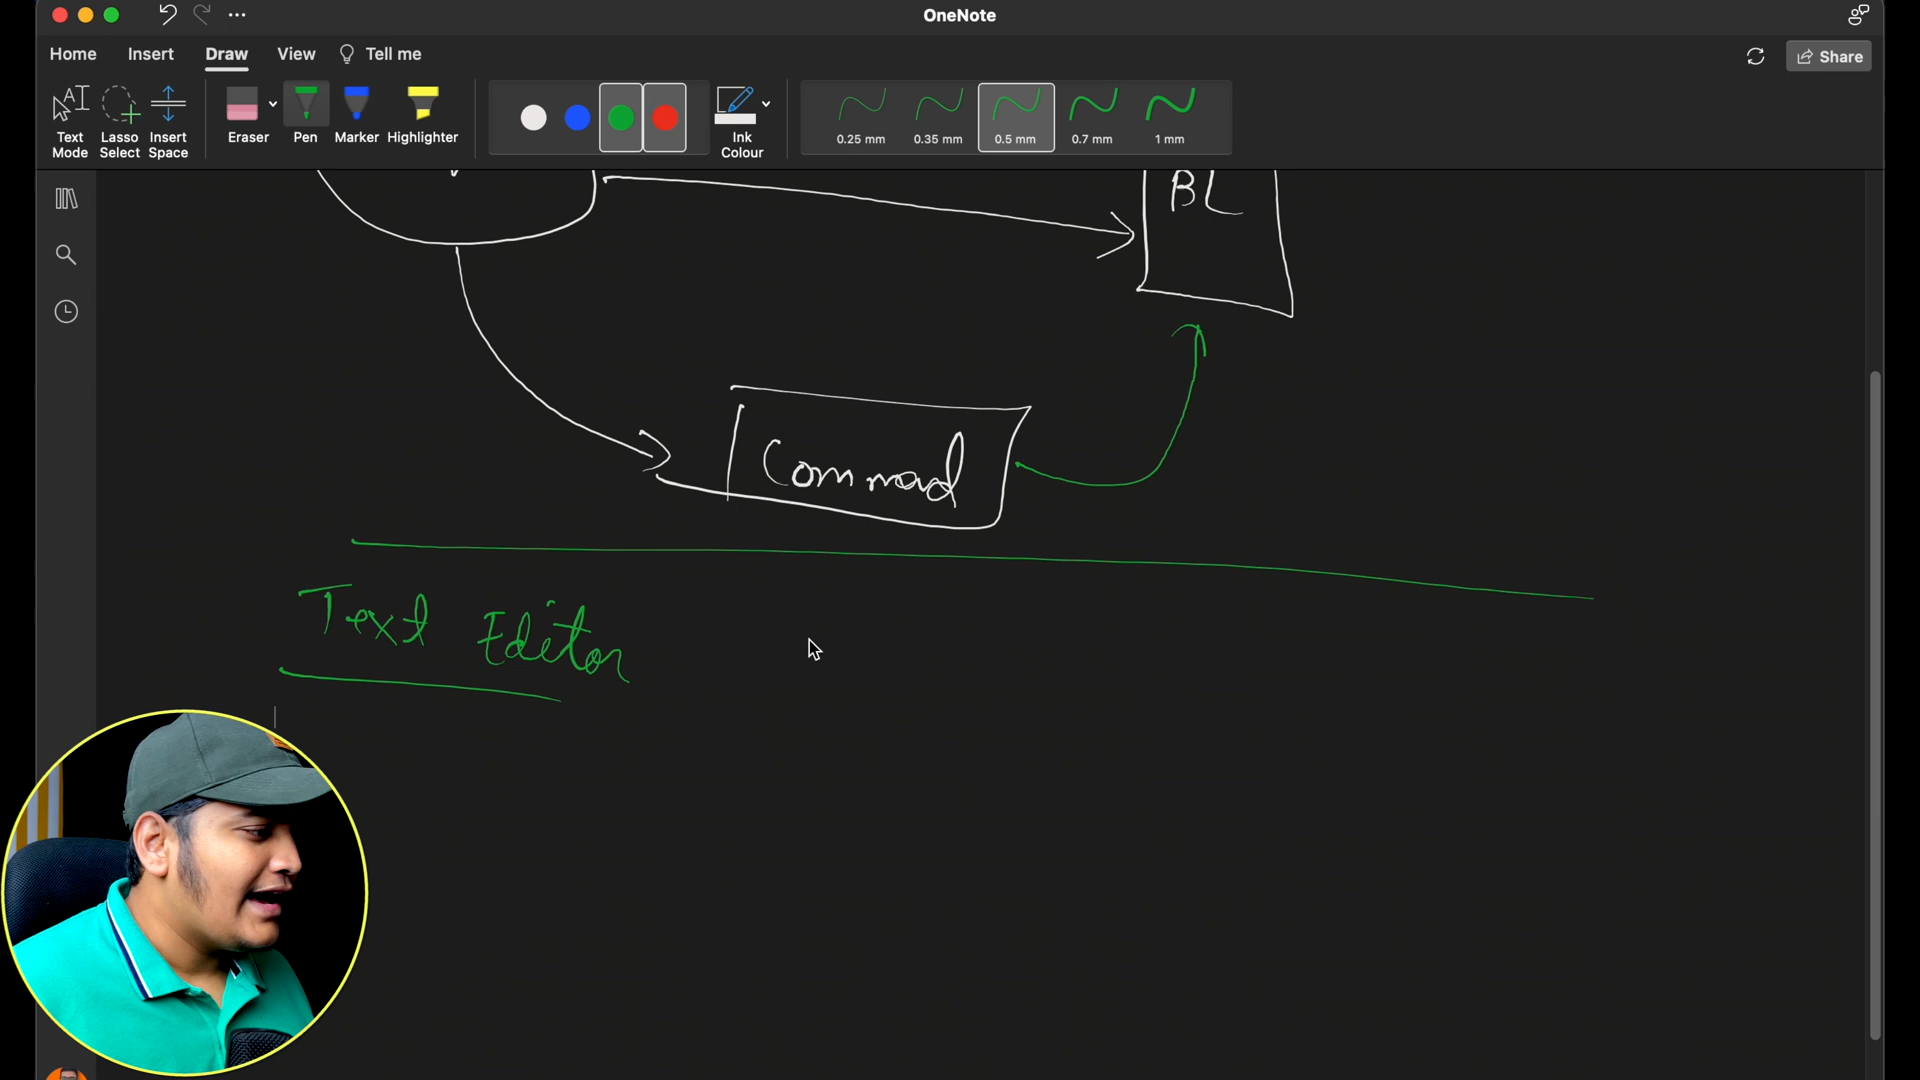 OneNote
Home Insert Draw View Tell me
Share
Text Mode
Lasso Select
Insert Space
Eraser
Pen
Marker
Highlighter
Ink Colour
0.25 mm
0.35 mm
0.5 mm
0.7 mm
1 mm
BL
Commad
Text Editor